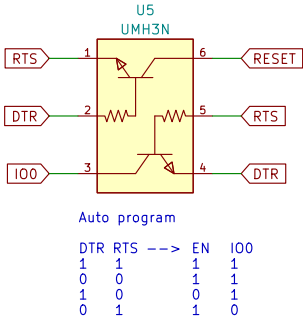 U5
UMH3N
RTS 1 6 RESET
DTR 2 5 RTS
IO0 3 4 DTR
Auto program
DTR RTS --> EN IO0
1 1 1 1
0 0 1 1
1 0 0 1
0 1 1 0